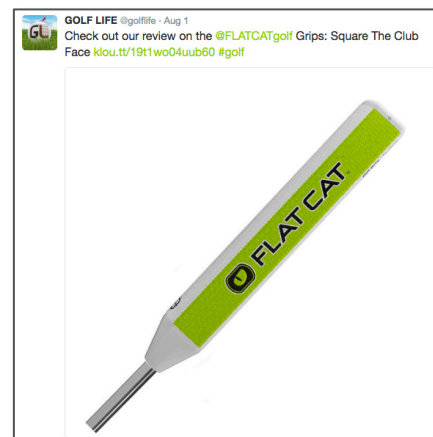 GL
GOLF LIFE @golflife · Aug 1
Check out our review on the @FLATCATgolf Grips: Square The Club
Face klou.tt/19t1wo04uub60 #golf
FLAT CAT